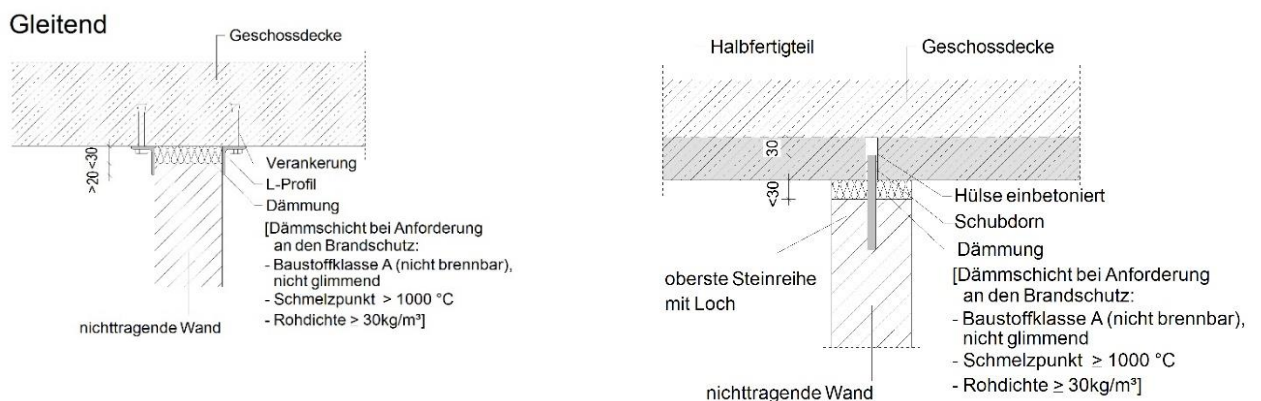 Gleitend
Geschossdecke
>20 <30
Verankerung
L-Profil
Dämmung
[Dämmschicht bei Anforderung
an den Brandschutz:
- Baustoffklasse A (nicht brennbar),
nicht glimmend
- Schmelzpunkt > 1000 °C
- Rohdichte ≥ 30kg/m³]
nichttragende Wand
Halbfertigteil
Geschossdecke
30
<30
Hülse einbetoniert
Schubdorn
Dämmung
oberste Steinreihe
mit Loch
[Dämmschicht bei Anforderung
an den Brandschutz:
- Baustoffklasse A (nicht brennbar),
nicht glimmend
- Schmelzpunkt ≥ 1000 °C
- Rohdichte ≥ 30kg/m³]
nichttragende Wand